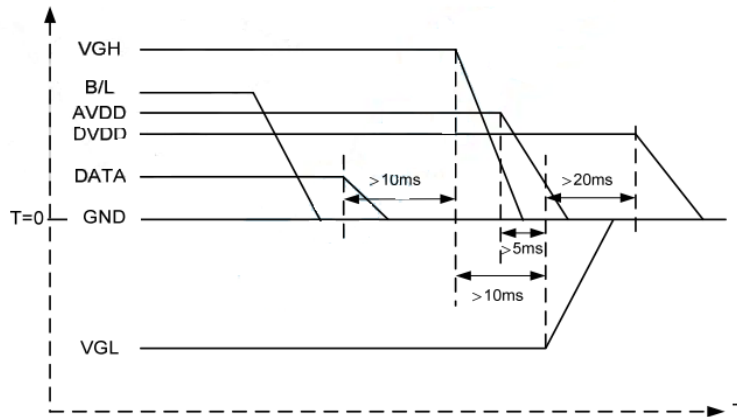 VGH
B/L
AVDD
DVDD
DATA
>10ms
>20ms
T=0
GND
>5ms
>10ms
VGL